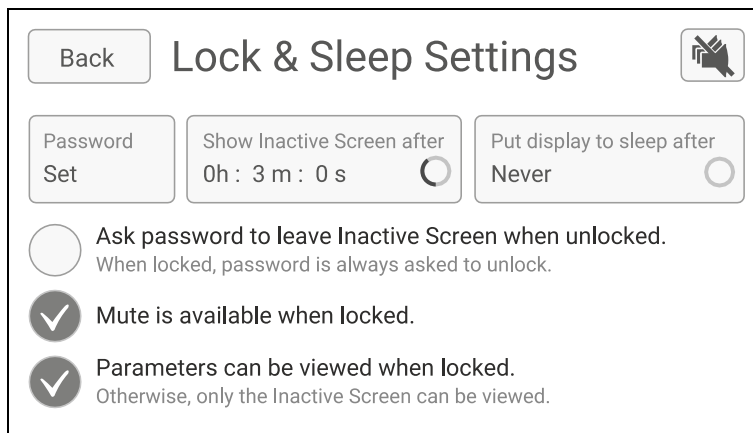 Back
Lock & Sleep Settings
Password
Set
Show Inactive Screen after
0h : 3 m : 0 s
Put display to sleep after
Never
Ask password to leave Inactive Screen when unlocked.
When locked, password is always asked to unlock.
Mute is available when locked.
Parameters can be viewed when locked.
Otherwise, only the Inactive Screen can be viewed.